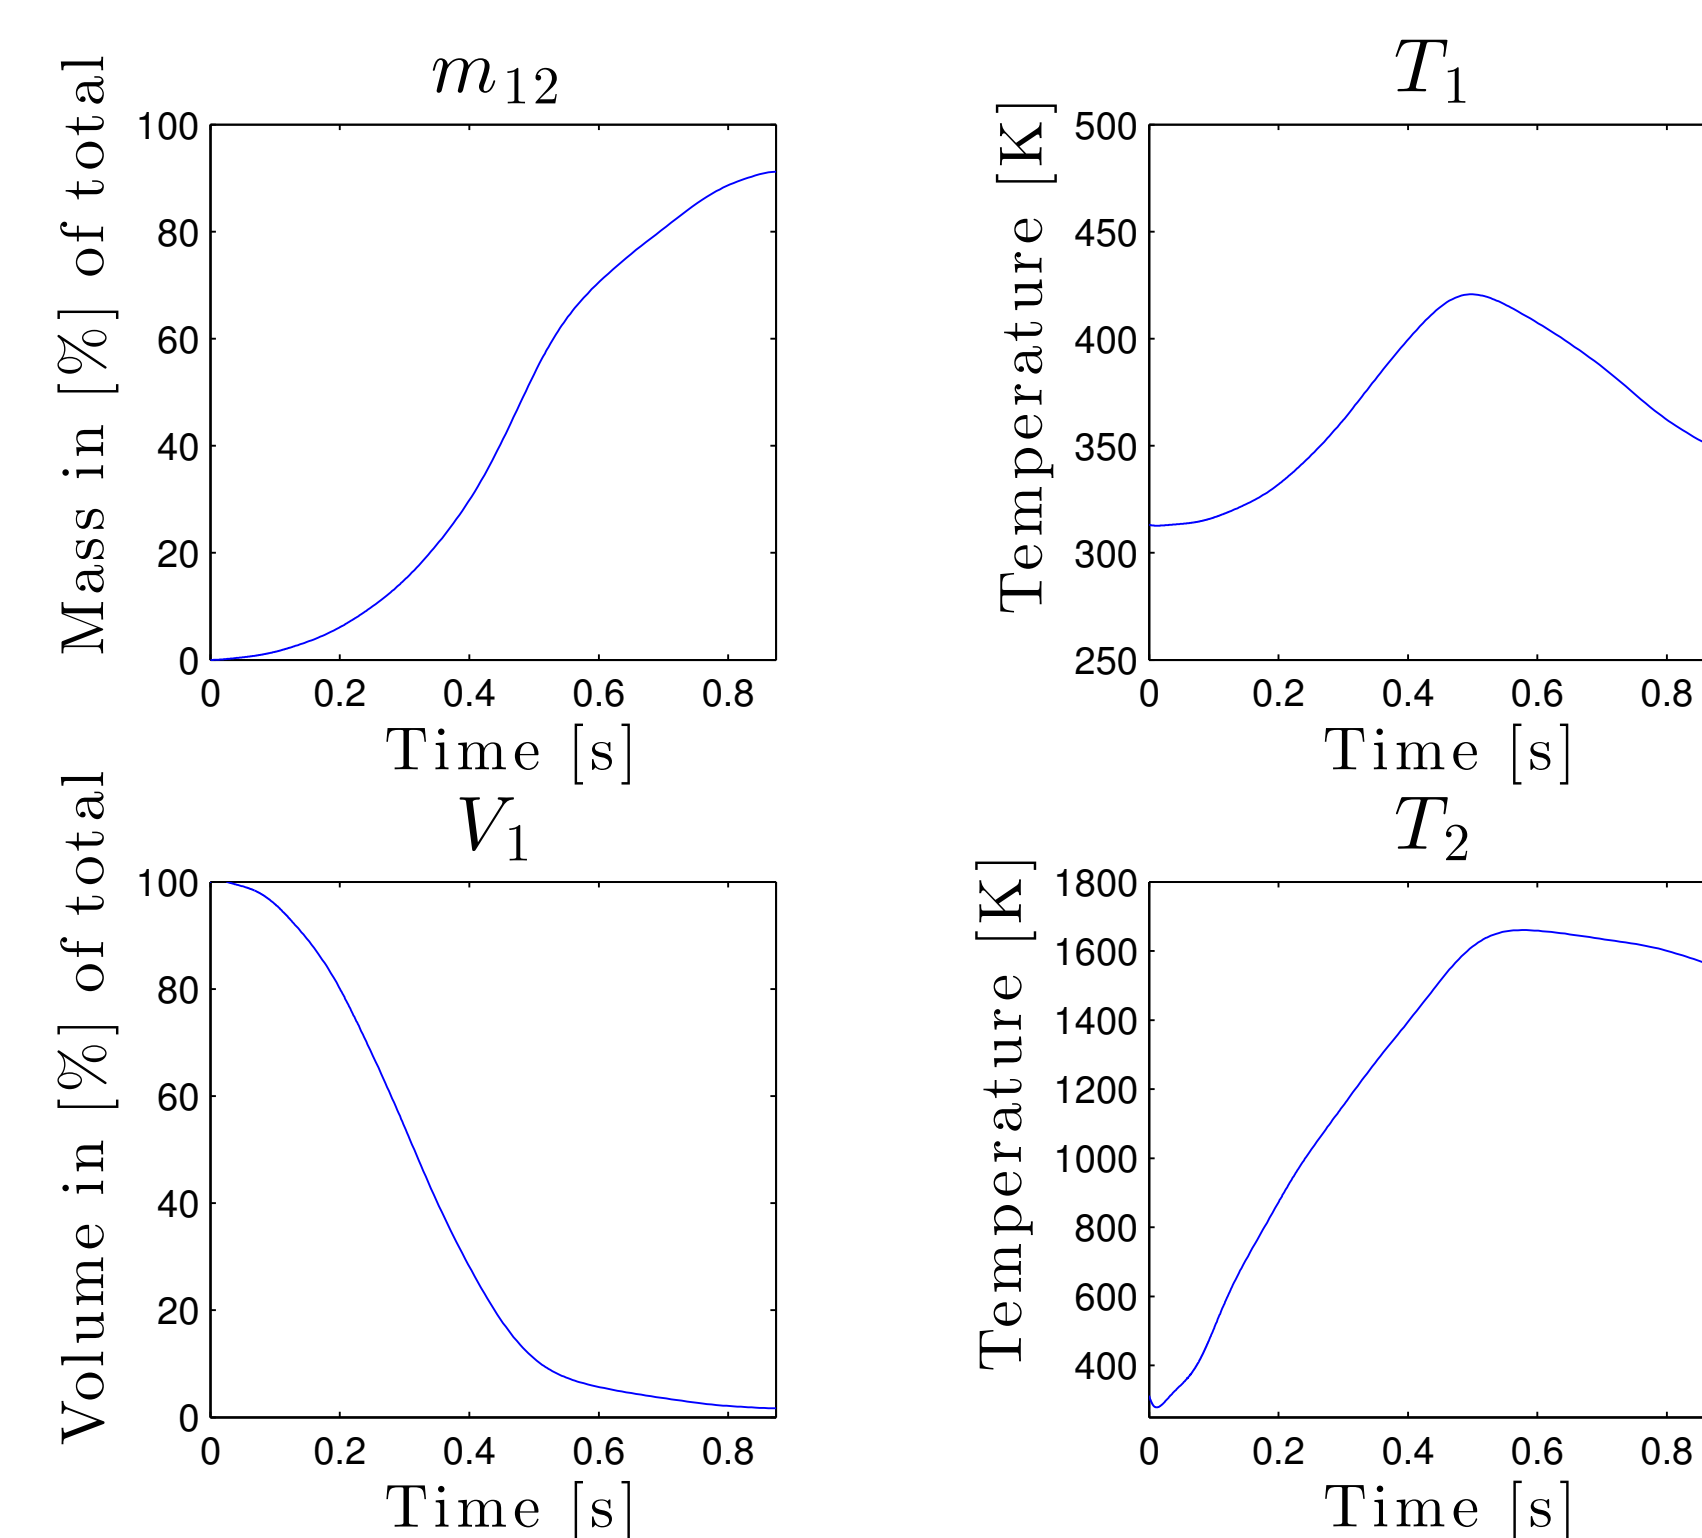 m₁₂
Mass in [%] of total
100
80
60
40
20
0
0 0.2 0.4 0.6 0.8
Time [s]
T₁
Temperature [K]
500
450
400
350
300
250
0 0.2 0.4 0.6 0.8
Time [s]
V₁
Volume in [%] of total
100
80
60
40
20
0
0 0.2 0.4 0.6 0.8
Time [s]
T₂
Temperature [K]
1800
1600
1400
1200
1000
800
600
400
0 0.2 0.4 0.6 0.8
Time [s]